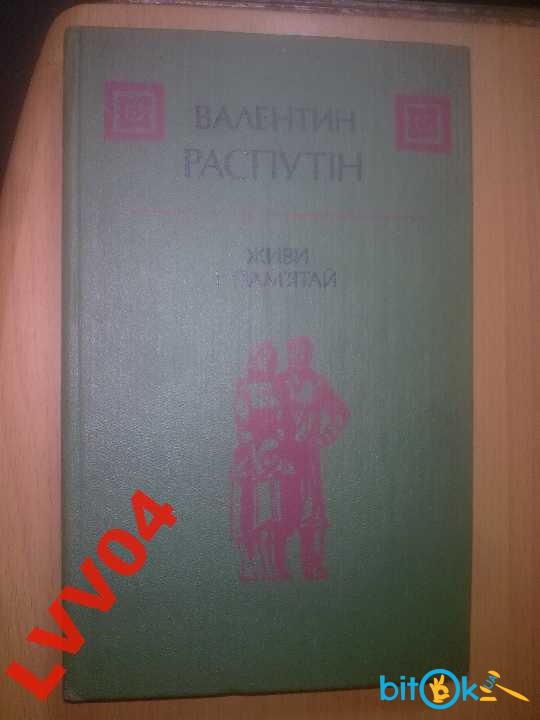 ВАЛЕНТИН
РАСПУТІН
ЖИВИ
І ПАМ'ЯТАЙ
LVV04
bitOk